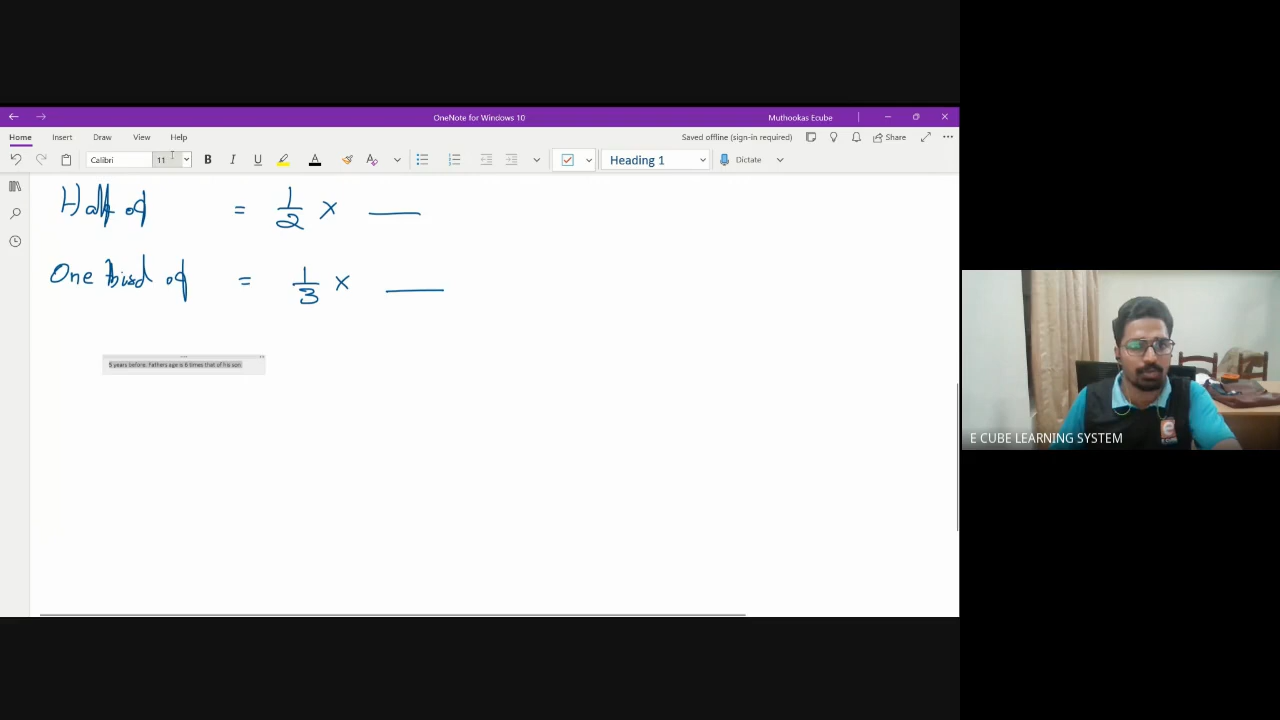 OneNote for Windows 10
Muthookas Ecube
Home Insert Draw View Help
Saved offline (sign-in required)
Share
Calibri 11
B I U A
Heading 1
Dictate
Half of = 1/2 × ___
One third of = 1/3 × ___
5 years before. Fathers age is 6 times that of his son
E CUBE LEARNING SYSTEM